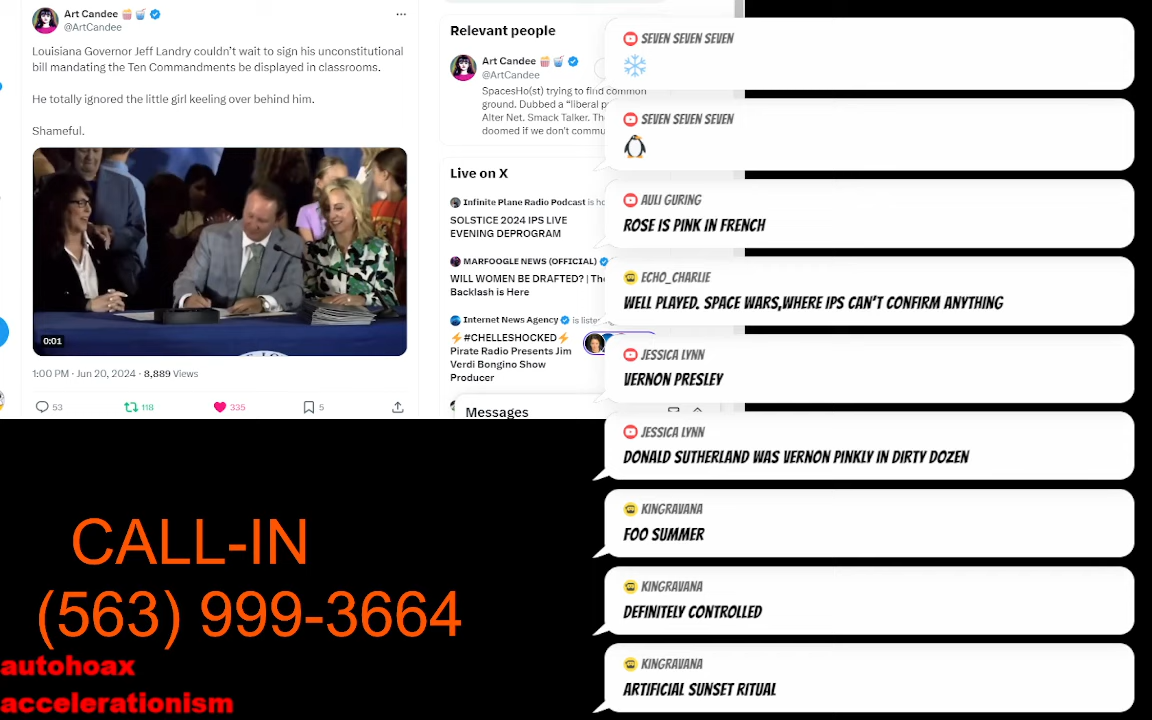 Art Candee 🍿🥤
@ArtCandee
Louisiana Governor Jeff Landry couldn't wait to sign his unconstitutional
bill mandating the Ten Commandments be displayed in classrooms.
He totally ignored the little girl keeling over behind him.
Shameful.
0:01
1:00 PM · Jun 20, 2024 · 8,889 Views
53
118
335
5
Relevant people
Art Candee 🍿🥤
@ArtCandee
SpacesHo(st) trying to find common
ground. Dubbed a "liberal
Alter Net. Smack Talker.
doomed if we don't
Live on X
Infinite Plane Radio Podcast is
SOLSTICE 2024 IPS LIVE
EVENING DEPROGRAM
MARFOOGLE NEWS (OFFICIAL)
WILL WOMEN BE DRAFTED? |
Backlash is Here
Internet News Agency is
⚡#CHELLESHOCKED⚡
Pirate Radio Presents Jim
Verdi Bongino Show
Producer
Messages
SEVEN SEVEN SEVEN
❄️
SEVEN SEVEN SEVEN
🐧
AULI GURING
ROSE IS PINK IN FRENCH
ECHO_CHARLIE
WELL PLAYED. SPACE WARS,WHERE IPS CAN'T CONFIRM ANYTHING
JESSICA LYNN
VERNON PRESLEY
JESSICA LYNN
DONALD SUTHERLAND WAS VERNON PINKLY IN DIRTY DOZEN
KINGRAVANA
FOO SUMMER
KINGRAVANA
DEFINITELY CONTROLLED
KINGRAVANA
ARTIFICIAL SUNSET RITUAL
CALL-IN
(563) 999-3664
autohoax
accelerationism